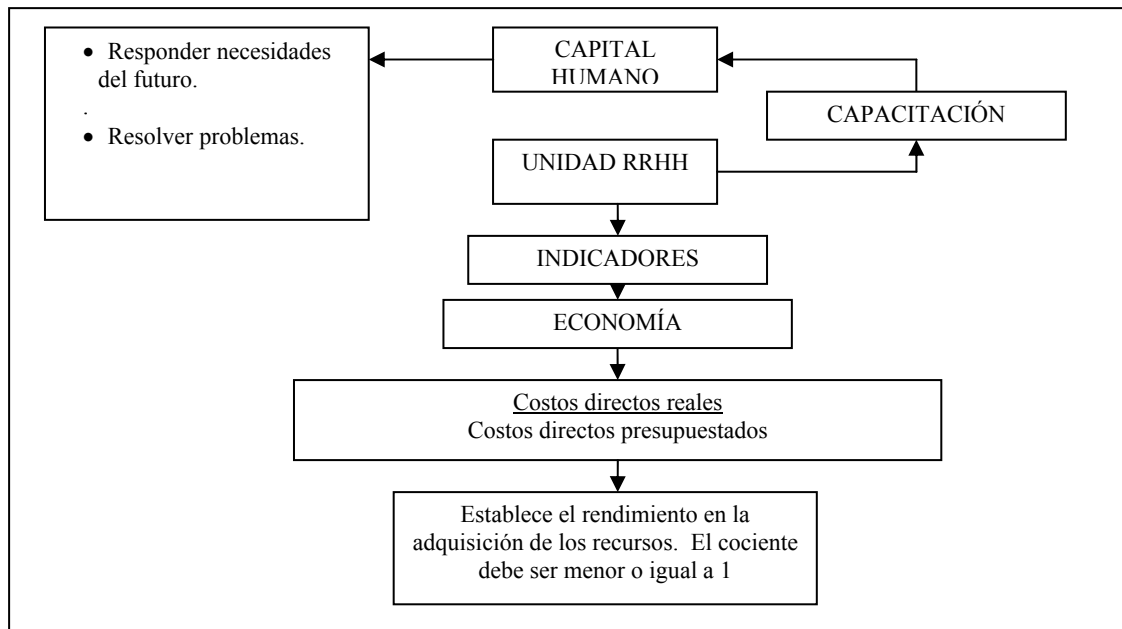 • Responder necesidades
del futuro.
.
• Resolver problemas.
CAPITAL
HUMANO
CAPACITACIÓN
UNIDAD RRHH
INDICADORES
ECONOMÍA
Costos directos reales
Costos directos presupuestados
Establece el rendimiento en la
adquisición de los recursos. El cociente
debe ser menor o igual a 1